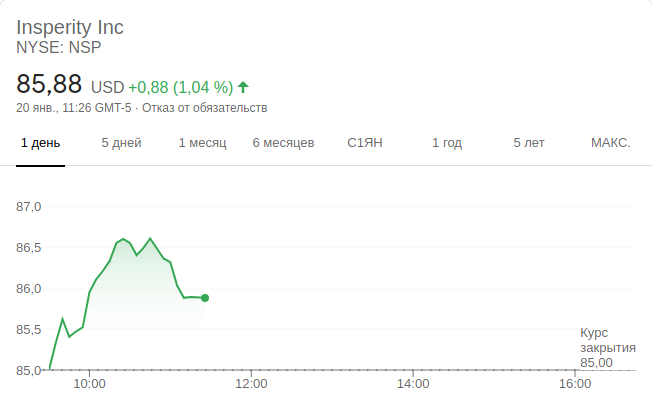 Insperity Inc
NYSE: NSP
85,88 USD +0,88 (1,04 %)
20 янв., 11:26 GMT-5 · Отказ от обязательств
1 день 5 дней 1 месяц 6 месяцев С1ЯН 1 год 5 лет МАКС.
87,0
86,5
86,0
85,5
Курс
закрытия
85,00
85,0
10:00 12:00 14:00 16:00